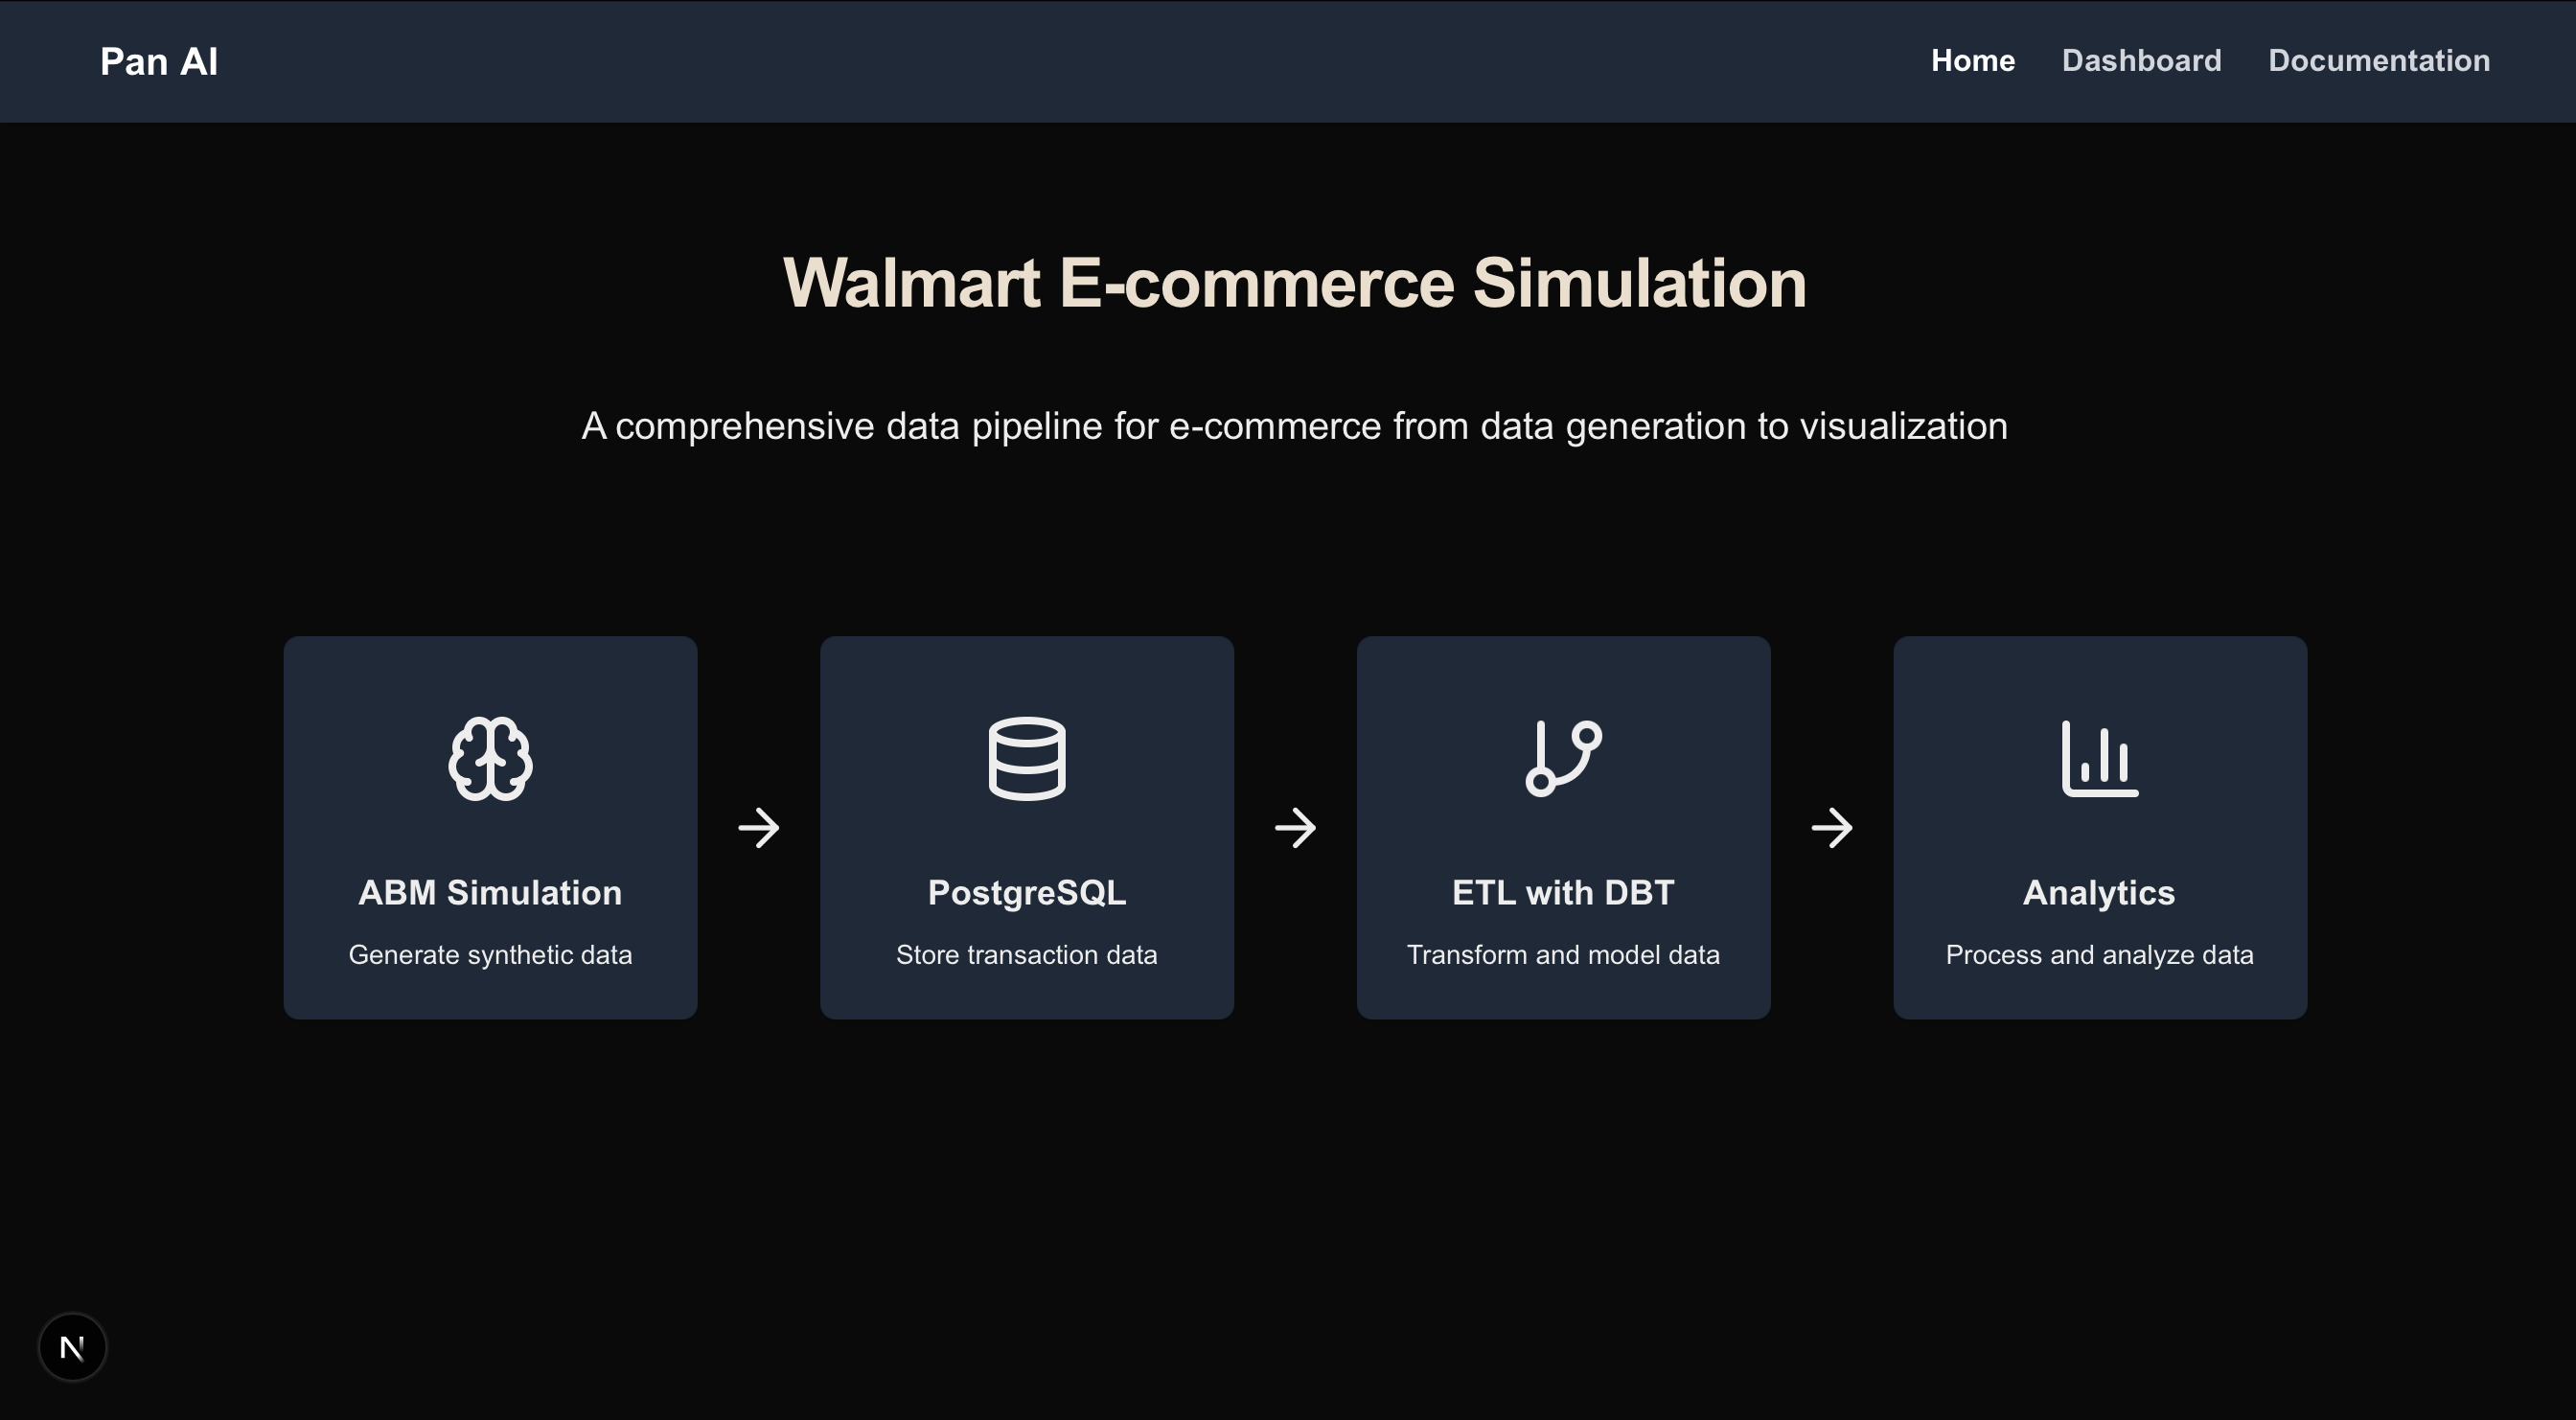 Pan AI
Home Dashboard Documentation
Walmart E-commerce Simulation
A comprehensive data pipeline for e-commerce from data generation to visualization
ABM Simulation
Generate synthetic data
PostgreSQL
Store transaction data
ETL with DBT
Transform and model data
Analytics
Process and analyze data
N